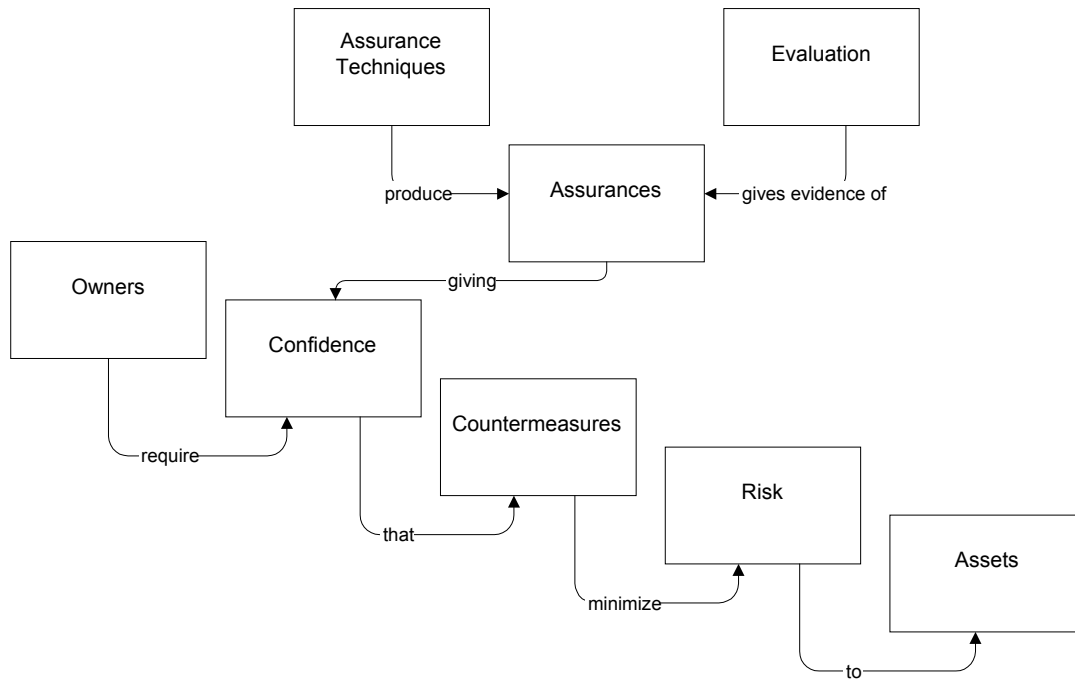 Assurance
Techniques
Evaluation
produce
Assurances
gives evidence of
Owners
giving
Confidence
Countermeasures
require
Risk
that
Assets
minimize
to